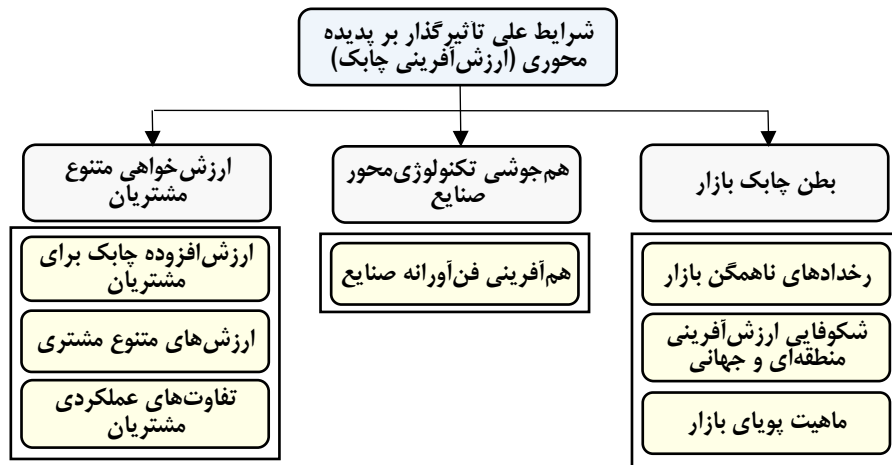 شرایط علی تأثیرگذار بر پدیده
محوری (ارزش‌آفرینی چابک)
بطن چابک بازار
رخدادهای ناهمگن بازار
شکوفایی ارزش‌آفرینی
منطقه‌ای و جهانی
ماهیت پویای بازار
هم‌جوشی تکنولوژی‌محور
صنایع
هم‌آفرینی فن‌آورانه صنایع
ارزش‌خواهی متنوع
مشتریان
ارزش‌افزوده چابک برای
مشتریان
ارزش‌های متنوع مشتری
تفاوت‌های عملکردی
مشتریان